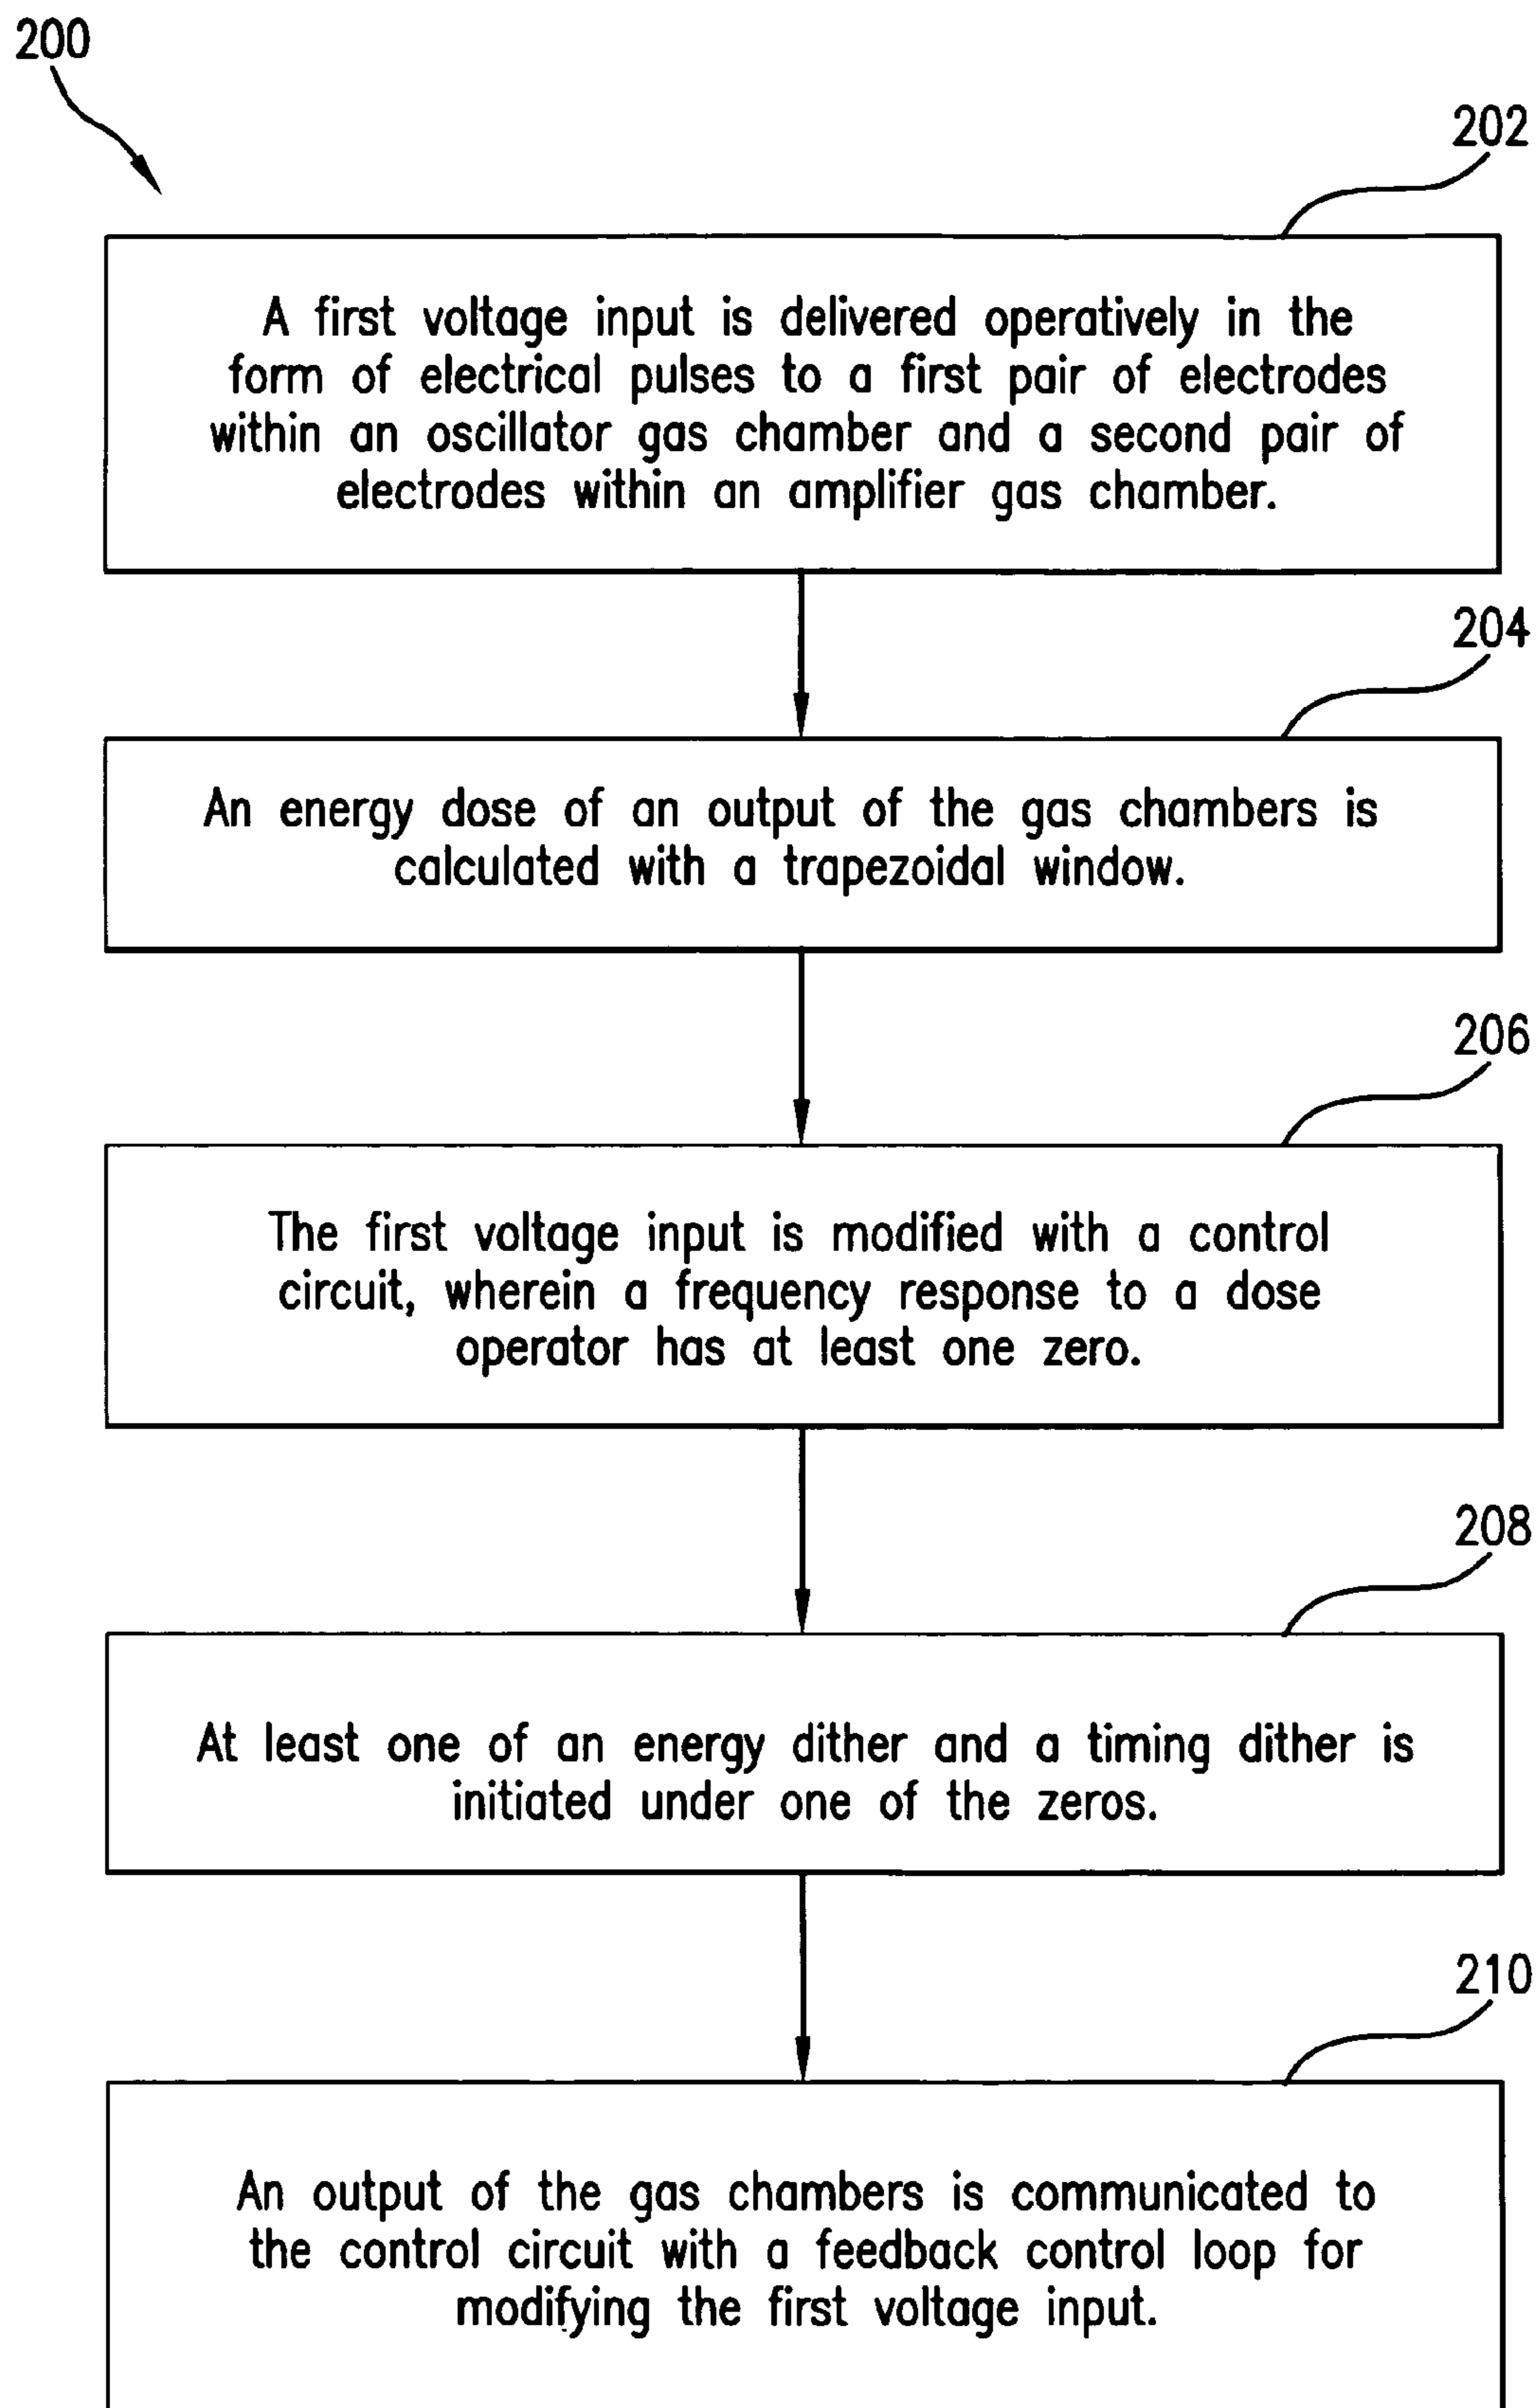 200
202
A first voltage input is delivered operatively in the
form of electrical pulses to a first pair of electrodes
within an oscillator gas chamber and a second pair of
electrodes within an amplifier gas chamber.
204
An energy dose of an output of the gas chambers is
calculated with a trapezoidal window.
206
The first voltage input is modified with a control
circuit, wherein a frequency response to a dose
operator has at least one zero.
208
At least one of an energy dither and a timing dither is
initiated under one of the zeros.
210
An output of the gas chambers is communicated to
the control circuit with a feedback control loop for
modifying the first voltage input.